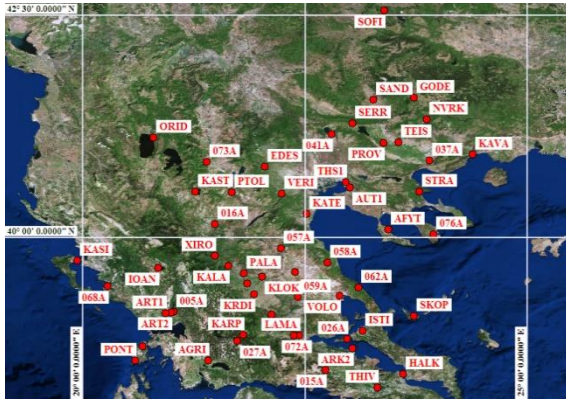 42° 30' 0.0000" N
SOFI
SAND
GODE
SERR
NVRK
ORID
041A
TEIS
073A
EDES
PROV
037A
KAVA
THS1
KAST
PTOL
VERI
AUT1
STRA
016A
KATE
AFYT
076A
40° 00' 0.0000" N
057A
XIRO
058A
KASI
PALA
IOAN
KALA
062A
KLOK
059A
068A
ART1
005A
KRDI
VOLO
SKOP
ART2
KARP
LAMA
026A
ISTI
PONT
AGRI
027A
072A
ARK2
HALK
015A
THIV
20° 00' 0.0000" E
25° 00' 0.0000" E